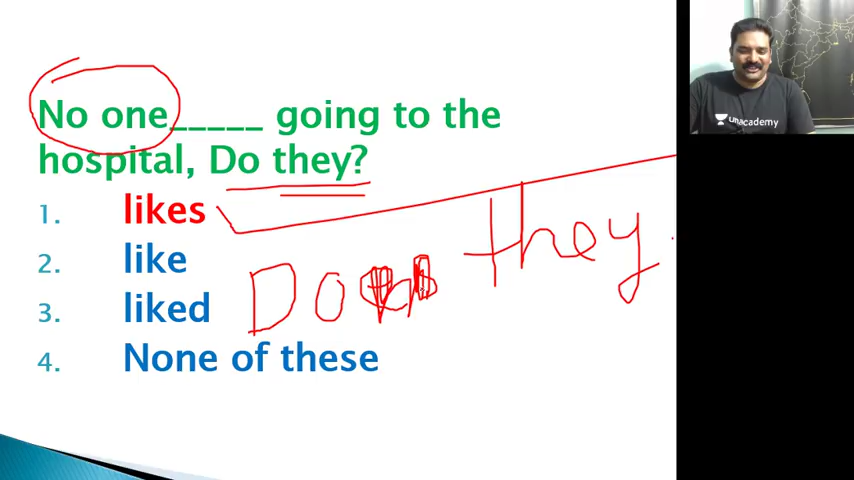 No one_____ going to the
hospital, Do they?
1. likes
2. like
3. liked
4. None of these
Do they
unacademy